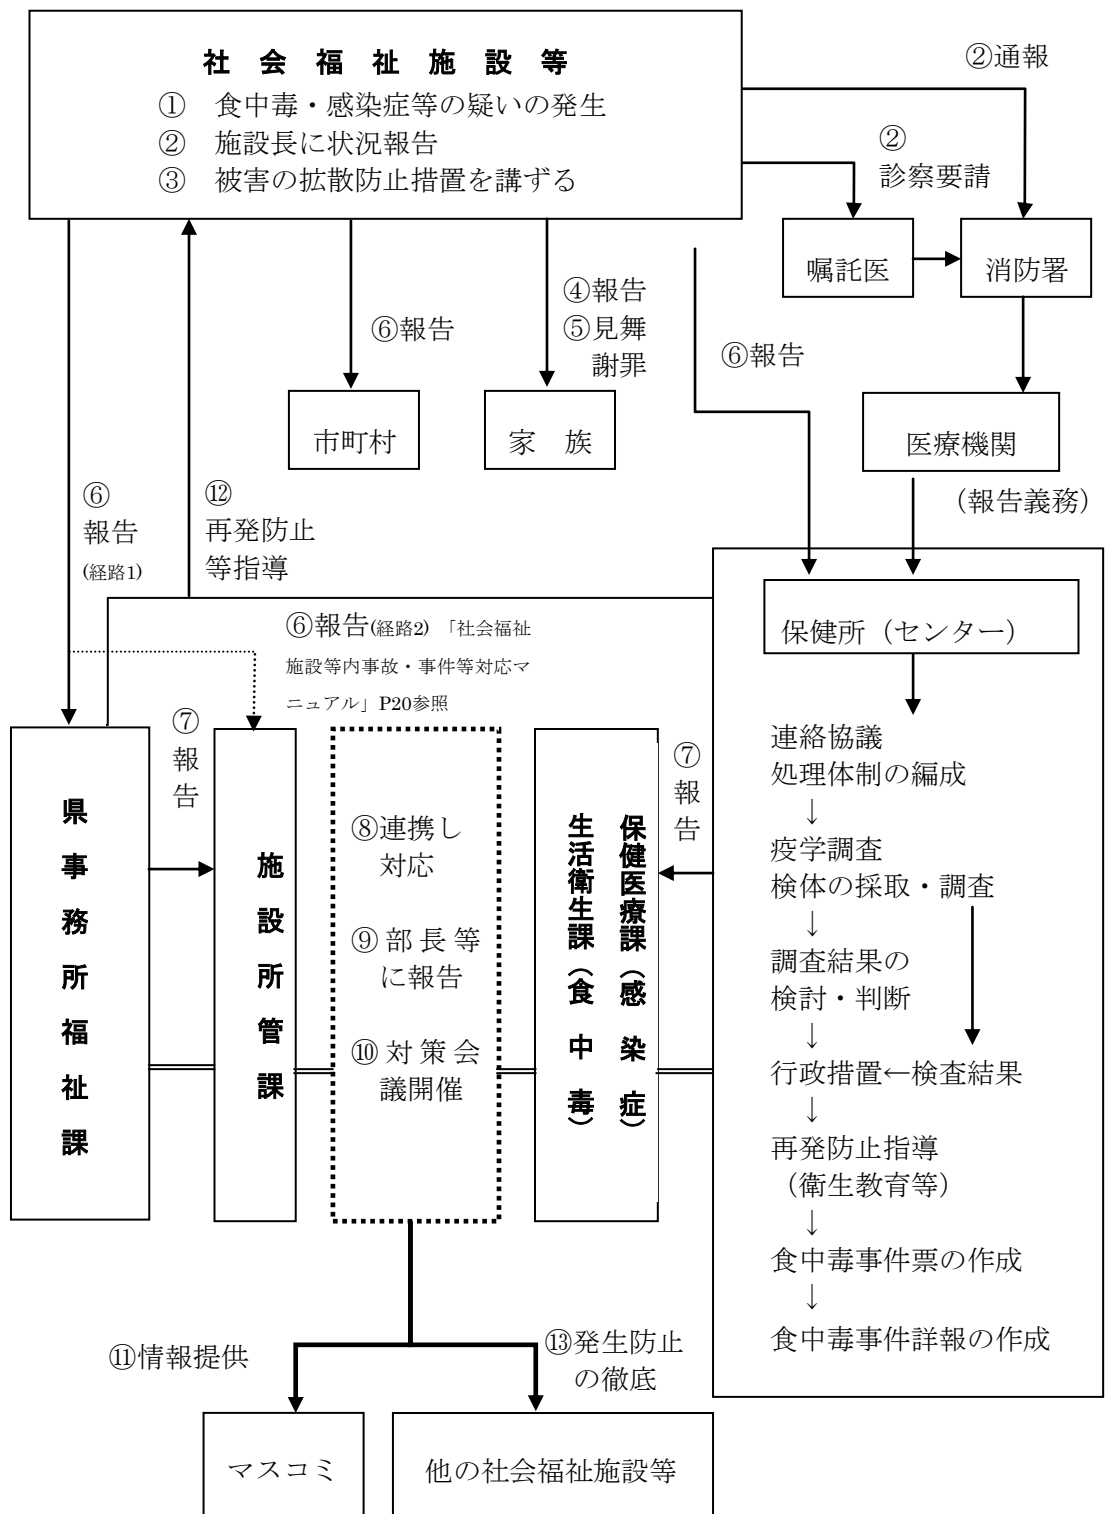 社会福祉施設等
① 食中毒・感染症等の疑いの発生
② 施設長に状況報告
③ 被害の拡散防止措置を講ずる
②通報
②
診察要請
嘱託医
消防署
④報告
⑤見舞
謝罪
⑥報告
⑥報告
市町村
家　族
医療機関
(報告義務)
⑥
報告
(経路1)
⑫
再発防止
等指導
保健所（センター）
⑥報告(経路2) 「社会福祉
施設等内事故・事件等対応マ
ニュアル」P20参照
⑦
報
告
⑦
報
告
県事務所福祉課
施設所管課
⑧連携し
対応
⑨部長等
に報告
⑩対策会
議開催
保健医療課（感染症）
生活衛生課（食中毒）
連絡協議
処理体制の編成
↓
疫学調査
検体の採取・調査
↓
調査結果の
検討・判断
↓
行政措置←検査結果
↓
再発防止指導
（衛生教育等）
↓
食中毒事件票の作成
↓
食中毒事件詳報の作成
⑪情報提供
⑬発生防止
の徹底
マスコミ
他の社会福祉施設等